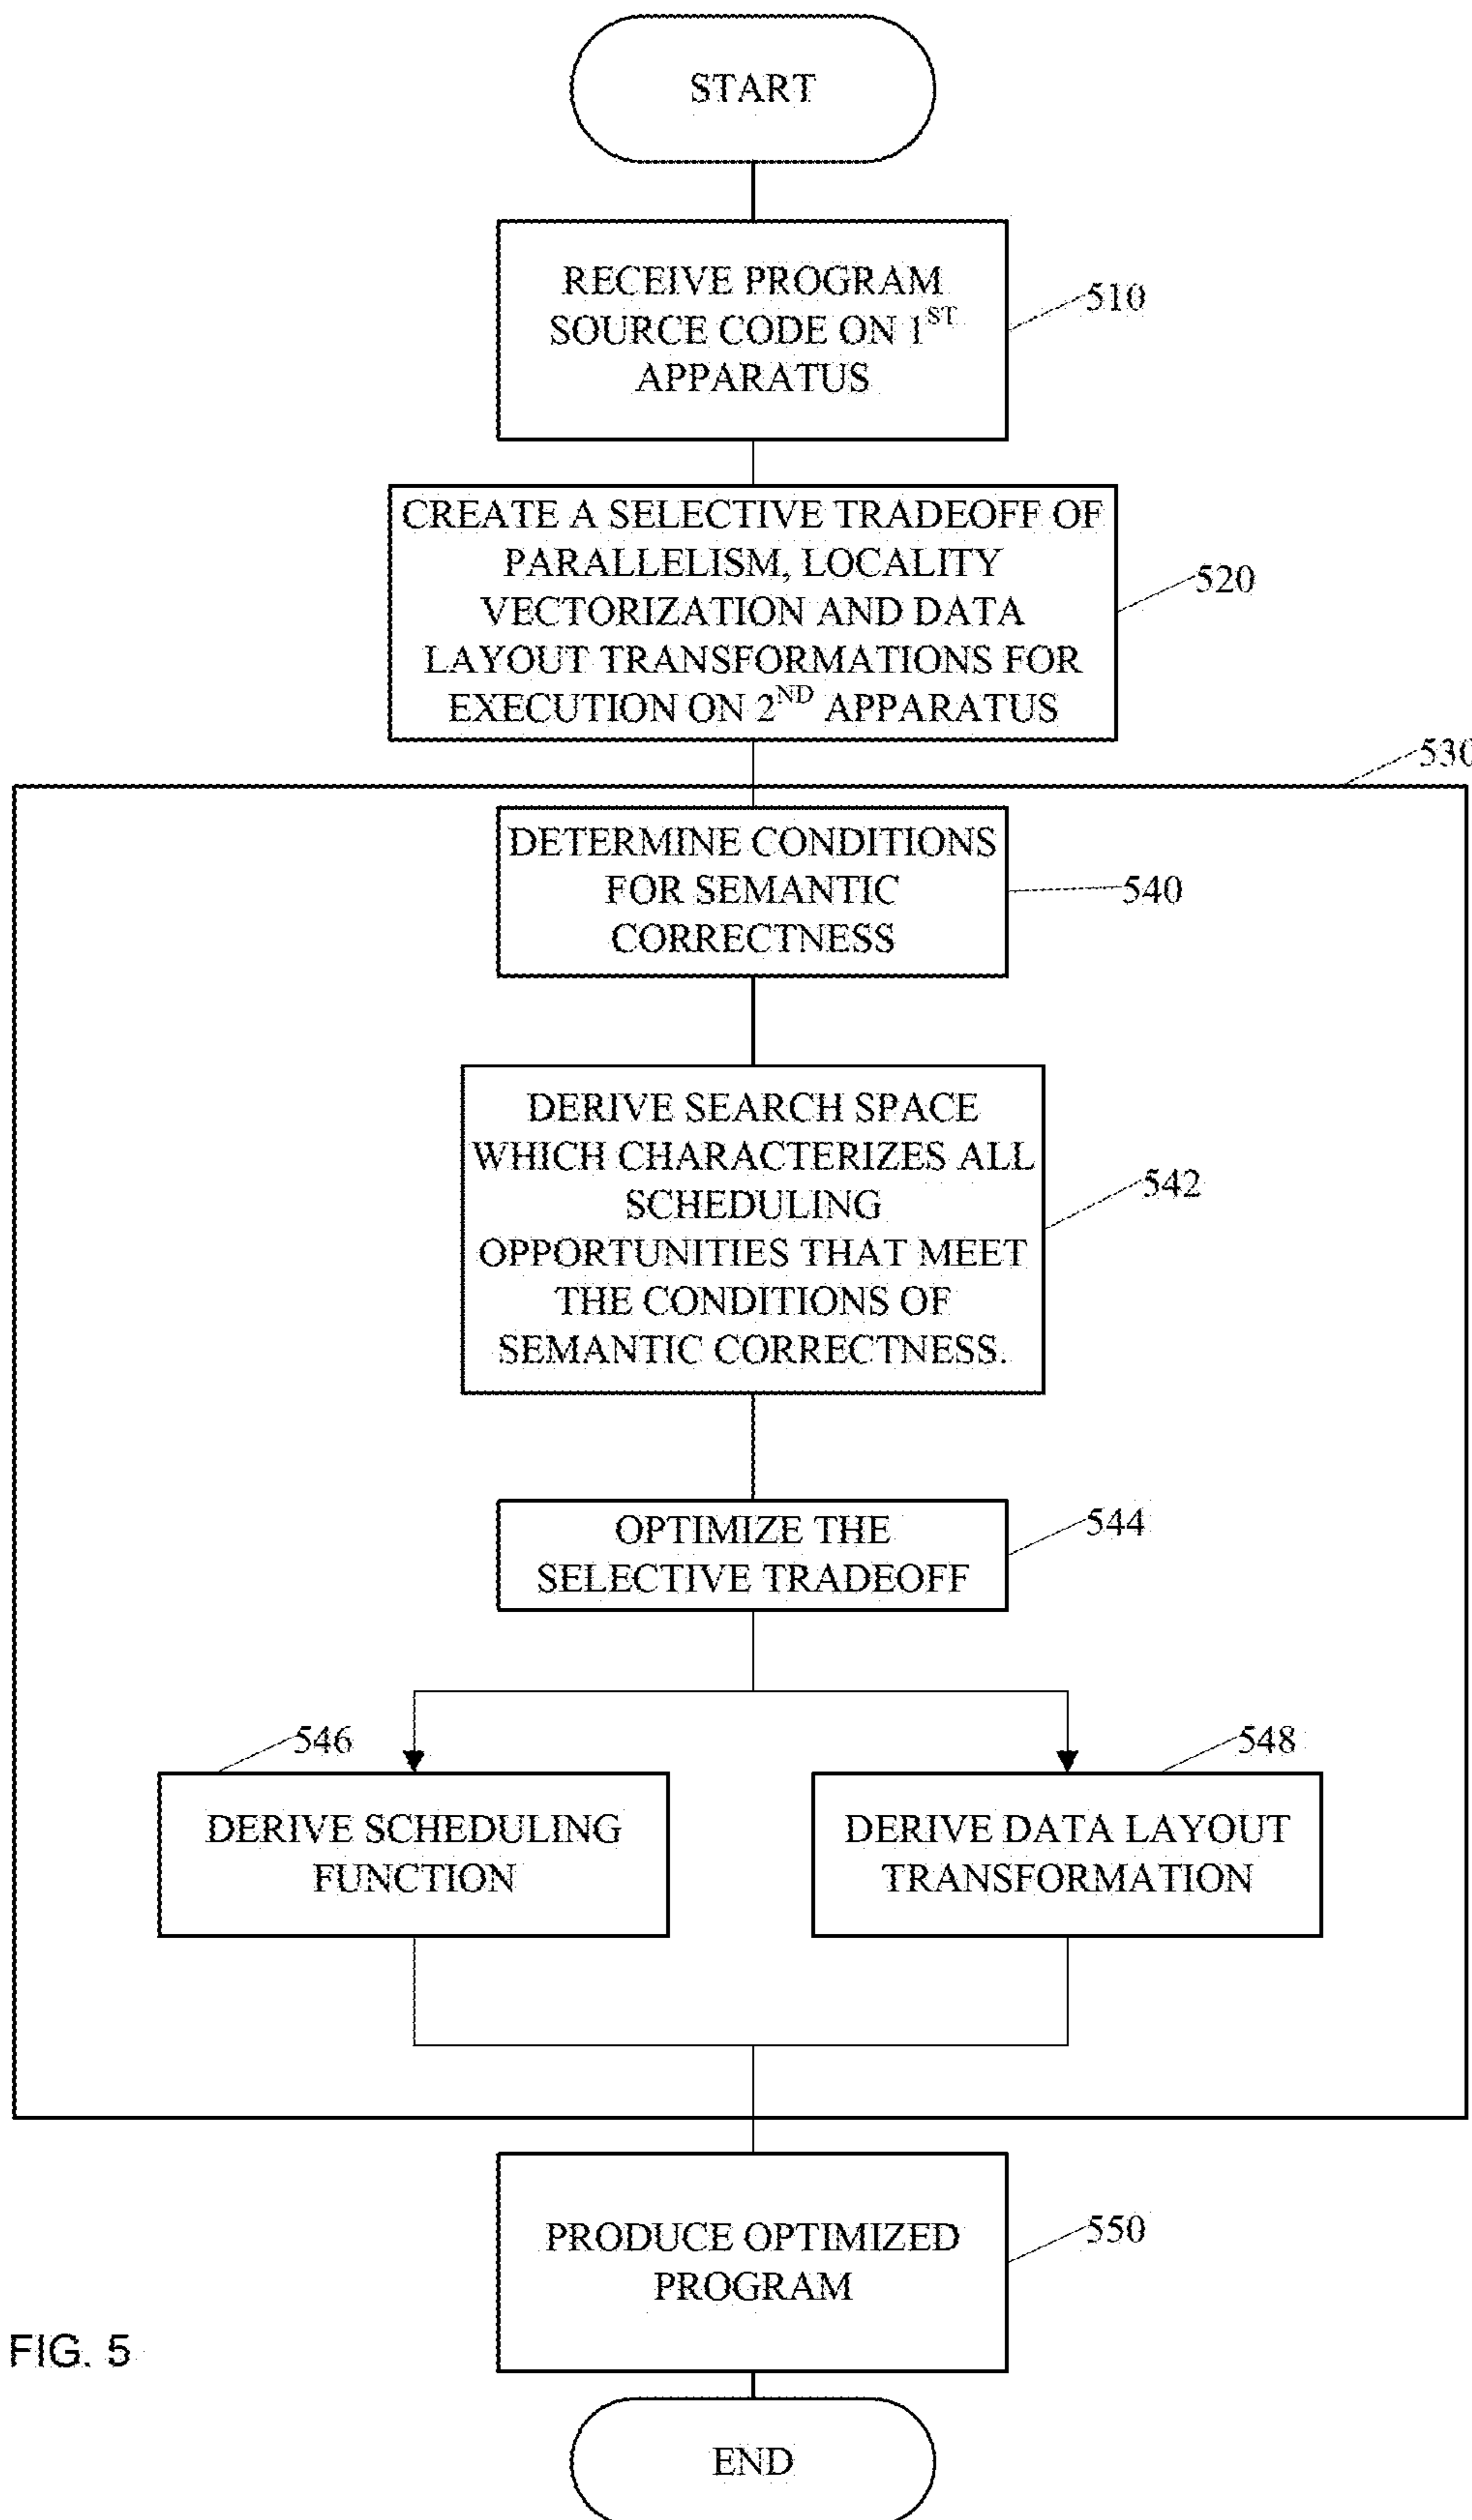 START
RECEIVE PROGRAM
SOURCE CODE ON 1ST
APPARATUS
510
CREATE A SELECTIVE TRADEOFF OF
PARALLELISM, LOCALITY
VECTORIZATION AND DATA
LAYOUT TRANSFORMATIONS FOR
EXECUTION ON 2ND APPARATUS
520
530
DETERMINE CONDITIONS
FOR SEMANTIC
CORRECTNESS
540
DERIVE SEARCH SPACE
WHICH CHARACTERIZES ALL
SCHEDULING
OPPORTUNITIES THAT MEET
THE CONDITIONS OF
SEMANTIC CORRECTNESS.
542
OPTIMIZE THE
SELECTIVE TRADEOFF
544
546
DERIVE SCHEDULING
FUNCTION
548
DERIVE DATA LAYOUT
TRANSFORMATION
PRODUCE OPTIMIZED
PROGRAM
550
FIG. 5
END